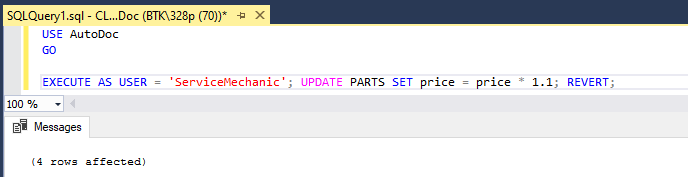 SQLQuery1.sql - CL...Doc (BTK\328p (70))*
USE AutoDoc
GO
EXECUTE AS USER = 'ServiceMechanic'; UPDATE PARTS SET price = price * 1.1; REVERT;
100 %
Messages
(4 rows affected)